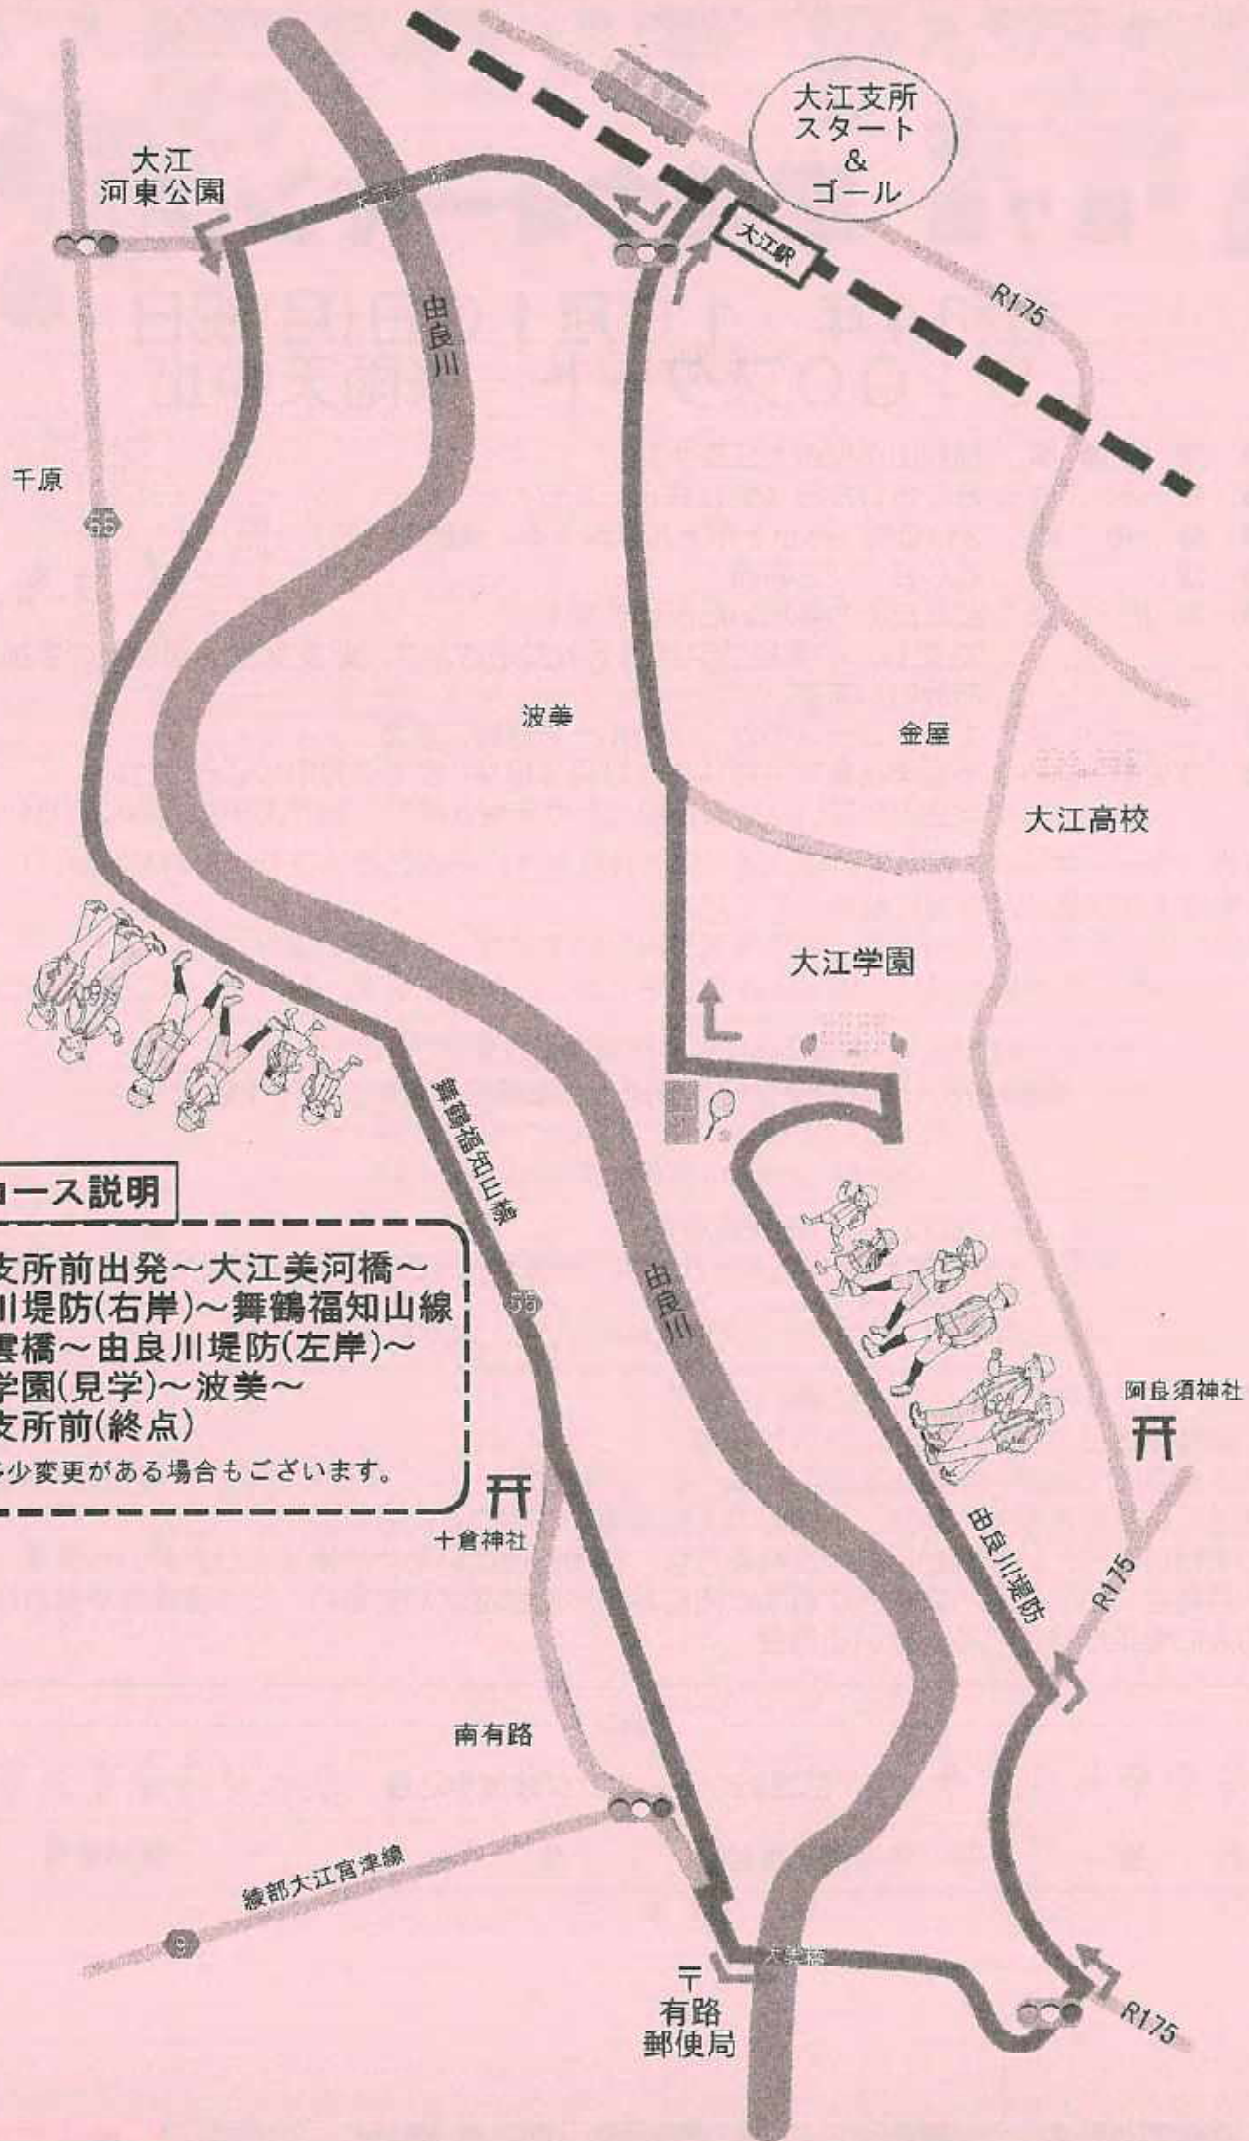 大江支所
スタート
&
ゴール
大江
河東公園
大江駅
R175
由良川
千原
55
波美
金屋
大江高校
大江学園
舞鶴福知山線
コース説明
支所前出発～大江美河橋～
川堤防(右岸)～舞鶴福知山線
雲橋～由良川堤防(左岸)～
学園(見学)～波美～
支所前(終点)
多少変更がある場合もございます。
55
由良川
阿良須神社
十倉神社
由良川堤防
R175
南有路
綾部大江宮津線
9
大雲橋
〒
有路
郵便局
R175